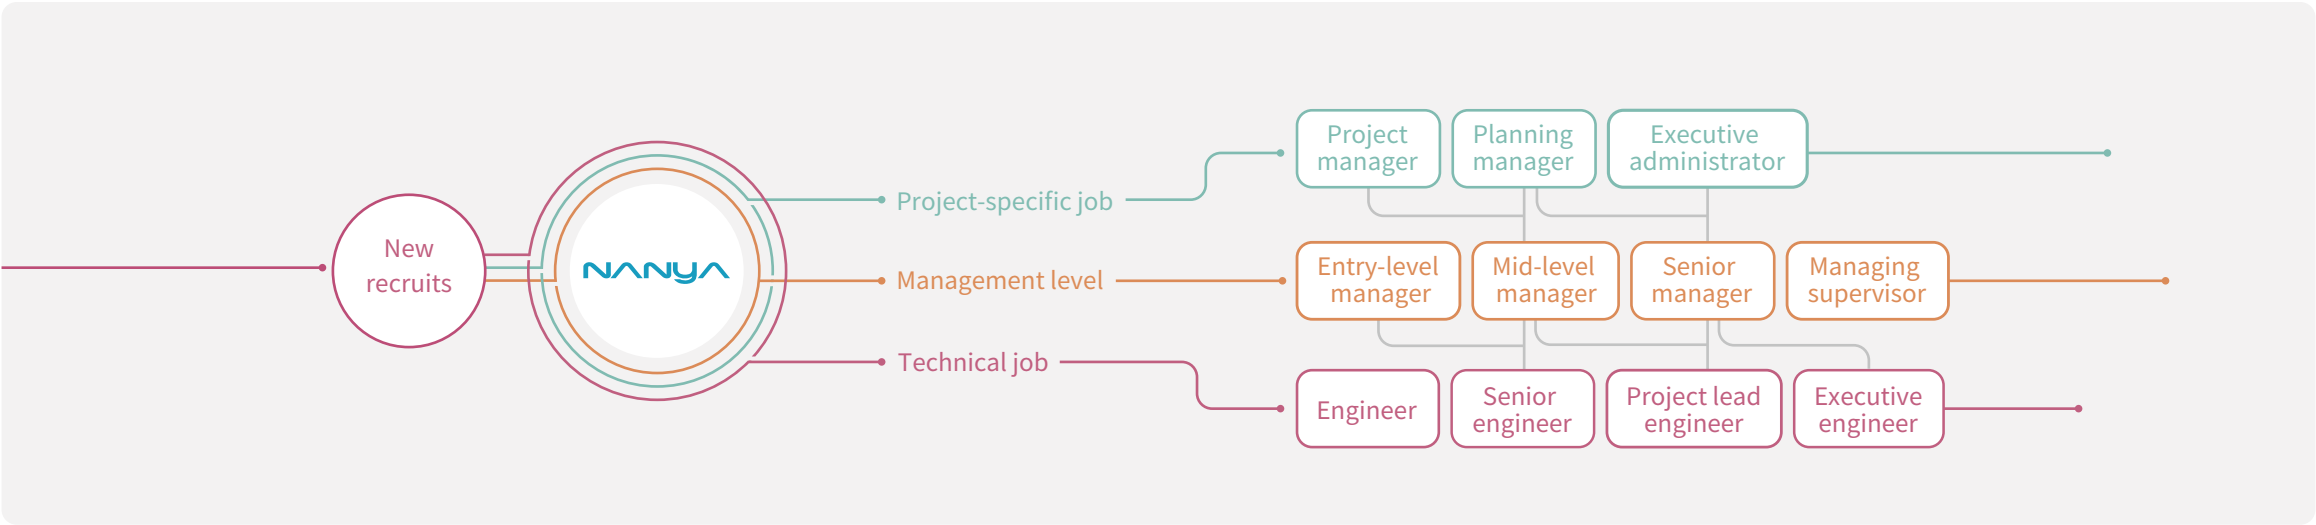 New
recruits
NANYA
Project-specific job
Management level
Technical job
Project
manager
Planning
manager
Executive
administrator
Entry-level
manager
Mid-level
manager
Senior
manager
Managing
supervisor
Engineer
Senior
engineer
Project lead
engineer
Executive
engineer